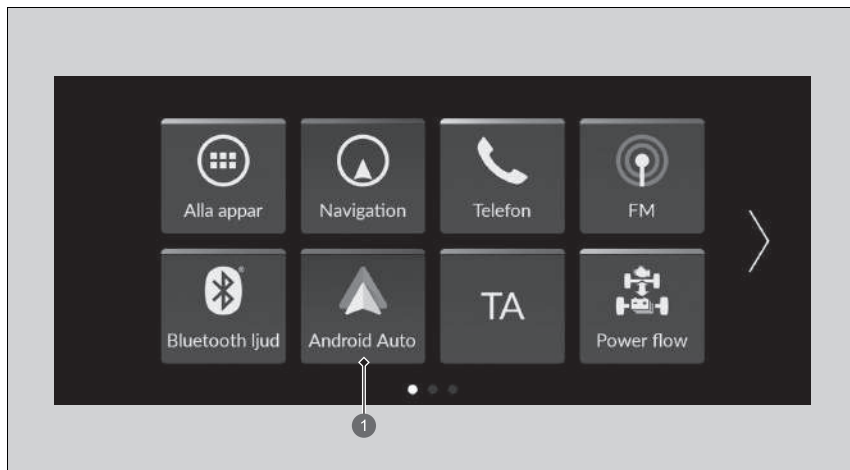 Alla appar
Navigation
Telefon
FM
Bluetooth ljud
Android Auto
TA
Power flow
1